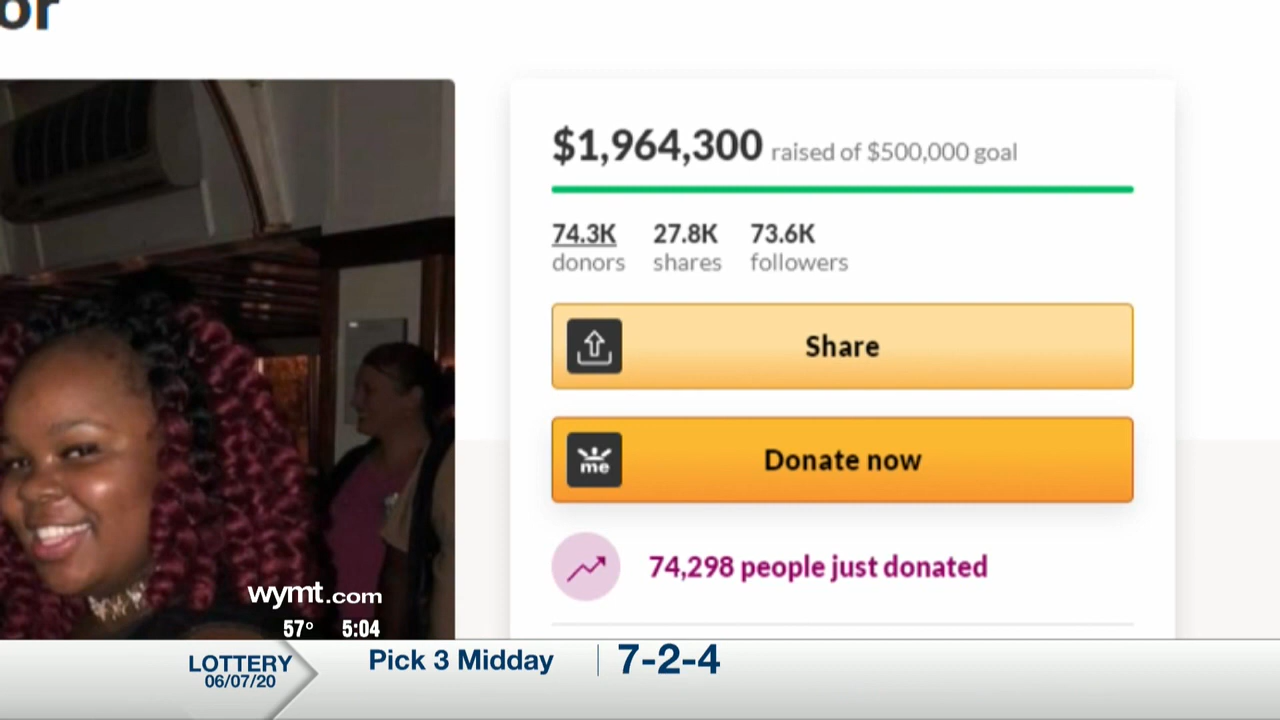 or
$1,964,300 raised of $500,000 goal
74.3K 27.8K 73.6K
donors shares followers
Share
me Donate now
74,298 people just donated
wymt.com
57° 5:04
LOTTERY Pick 3 Midday 7-2-4
06/07/20